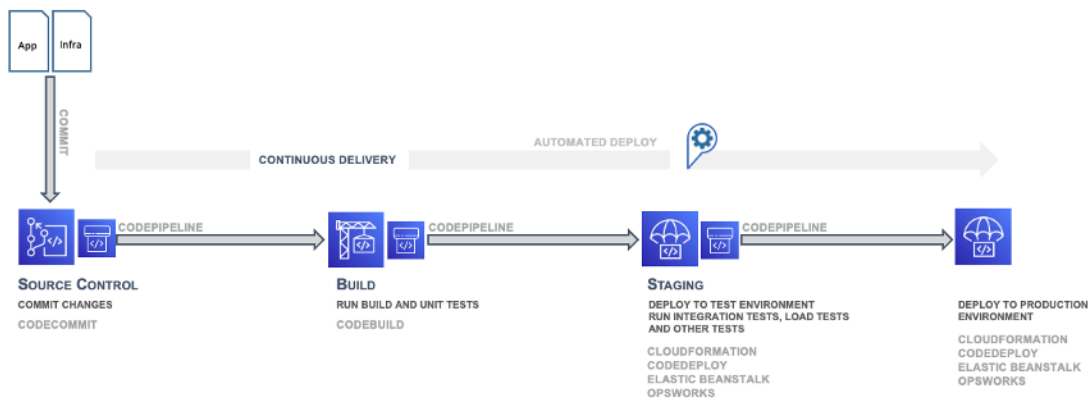 App
Infra
COMMIT
AUTOMATED DEPLOY
CONTINUOUS DELIVERY
CODEPIPELINE
CODEPIPELINE
CODEPIPELINE
SOURCE CONTROL
COMMIT CHANGES
CODECOMMIT
BUILD
RUN BUILD AND UNIT TESTS
CODEBUILD
STAGING
DEPLOY TO TEST ENVIRONMENT
RUN INTEGRATION TESTS, LOAD TESTS
AND OTHER TESTS
CLOUDFORMATION
CODEDEPLOY
ELASTIC BEANSTALK
OPSWORKS
DEPLOY TO PRODUCTION
ENVIRONMENT
CLOUDFORMATION
CODEDEPLOY
ELASTIC BEANSTALK
OPSWORKS